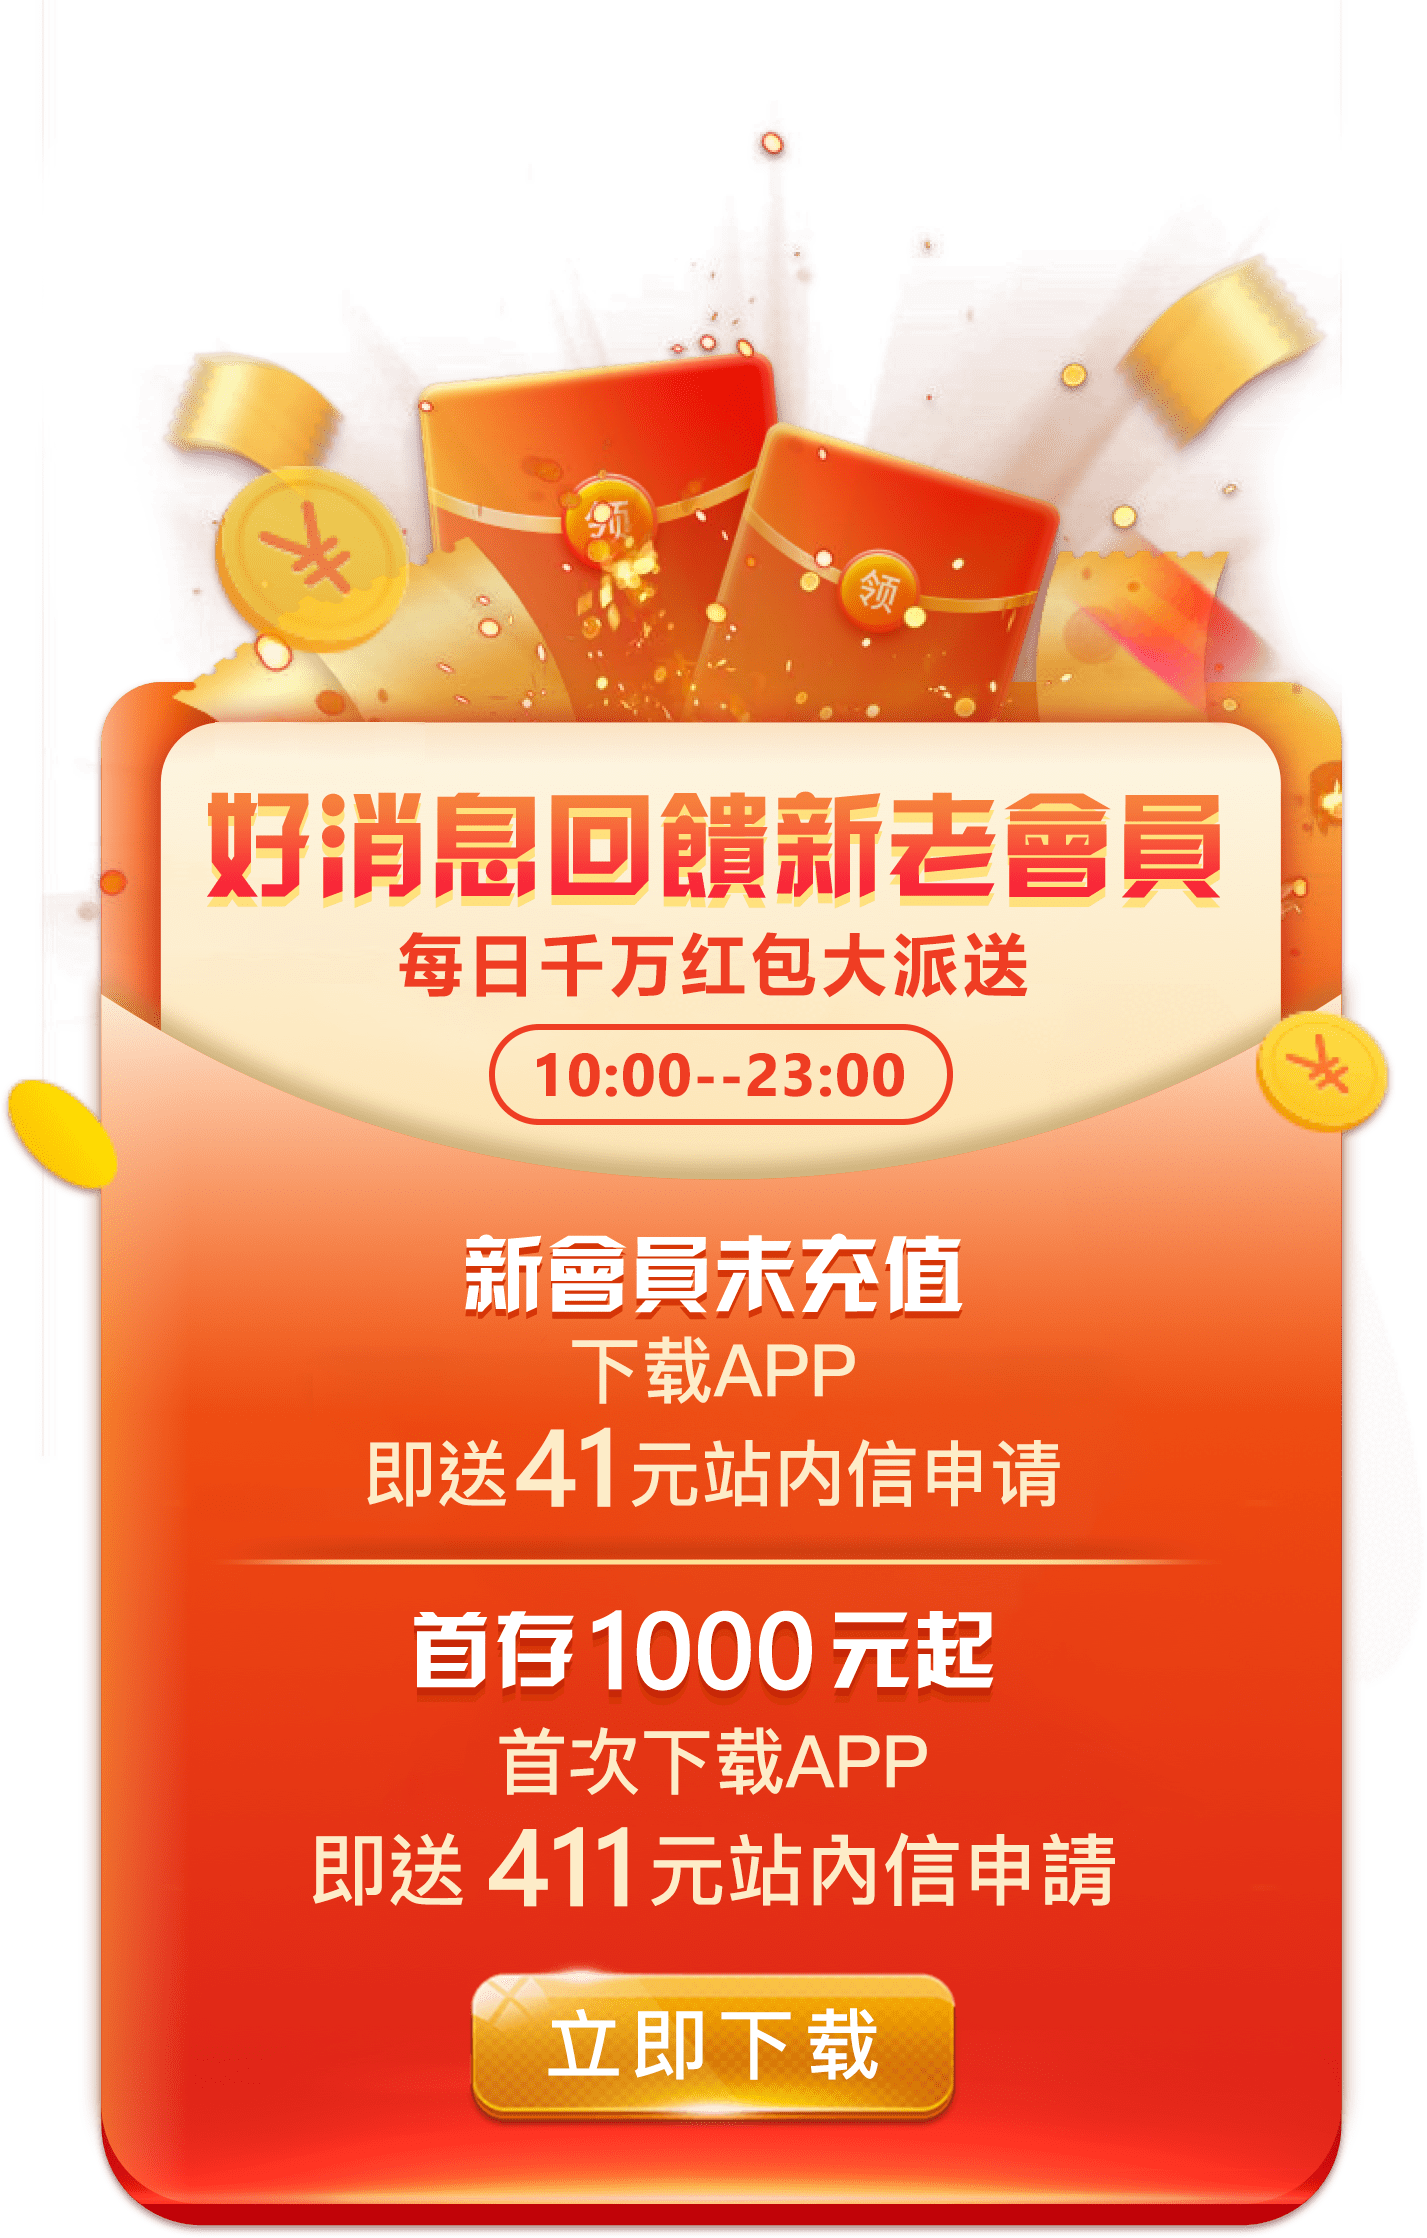 领
领
好消息回饋新老會員
每日千万红包大派送
10:00--23:00
新會員未充值
下载APP
即送41元站内信申请
首存1000元起
首次下载APP
即送 411元站內信申請
立即下载